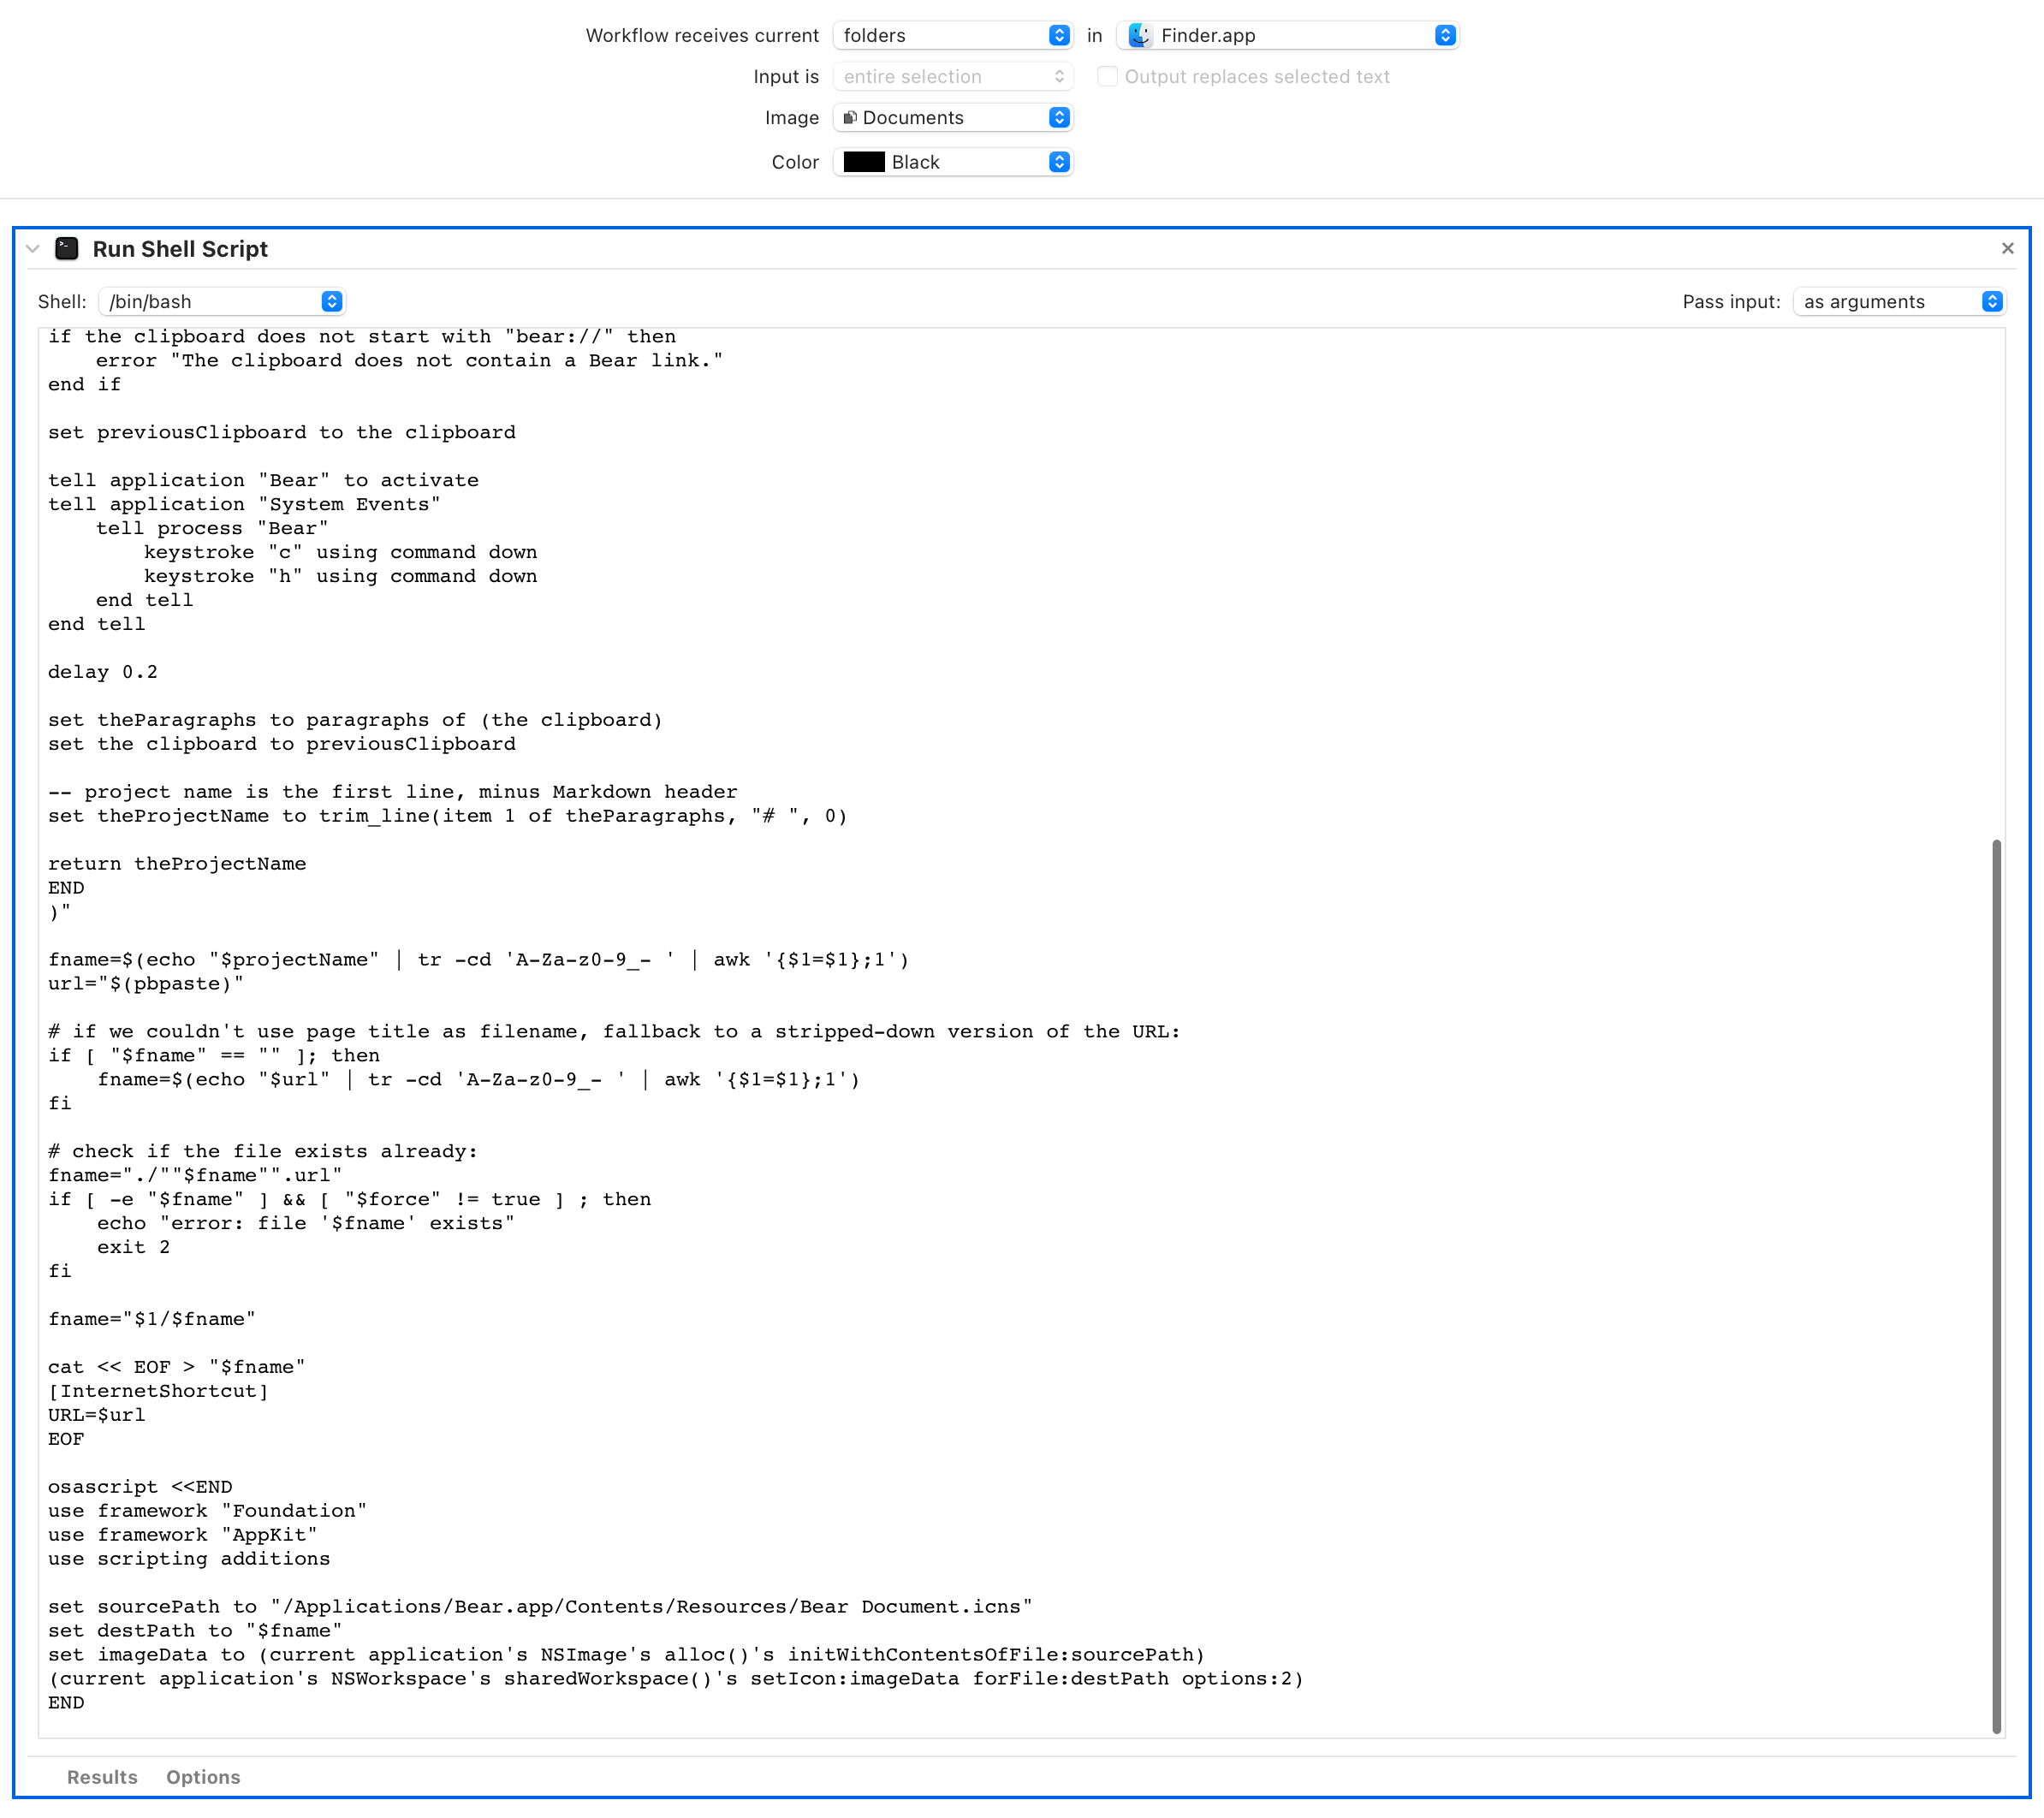 Workflow receives current folders in Finder.app
Input is entire selection Output replaces selected text
Image Documents
Color Black
Run Shell Script
Shell: /bin/bash Pass input: as arguments
if the clipboard does not start with "bear://" then
    error "The clipboard does not contain a Bear link."
end if

set previousClipboard to the clipboard

tell application "Bear" to activate
tell application "System Events"
    tell process "Bear"
        keystroke "c" using command down
        keystroke "h" using command down
    end tell
end tell

delay 0.2

set theParagraphs to paragraphs of (the clipboard)
set the clipboard to previousClipboard

-- project name is the first line, minus Markdown header
set theProjectName to trim_line(item 1 of theParagraphs, "# ", 0)

return theProjectName
END
)"

fname=$(echo "$projectName" | tr -cd 'A-Za-z0-9_- ' | awk '{$1=$1};1')
url="$(pbpaste)"

# if we couldn't use page title as filename, fallback to a stripped-down version of the URL:
if [ "$fname" == "" ]; then
    fname=$(echo "$url" | tr -cd 'A-Za-z0-9_- ' | awk '{$1=$1};1')
fi

# check if the file exists already:
fname="./""$fname"".url"
if [ -e "$fname" ] && [ "$force" != true ] ; then
    echo "error: file '$fname' exists"
    exit 2
fi

fname="$1/$fname"

cat << EOF > "$fname"
[InternetShortcut]
URL=$url
EOF

osascript <<END
use framework "Foundation"
use framework "AppKit"
use scripting additions

set sourcePath to "/Applications/Bear.app/Contents/Resources/Bear Document.icns"
set destPath to "$fname"
set imageData to (current application's NSImage's alloc()'s initWithContentsOfFile:sourcePath)
(current application's NSWorkspace's sharedWorkspace()'s setIcon:imageData forFile:destPath options:2)
END
Results Options